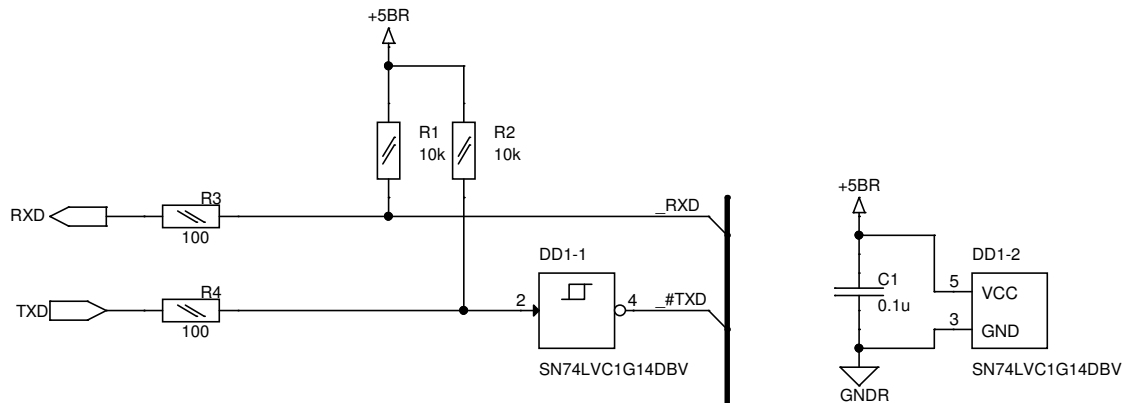 +5BR
R1
10k
R2
10k
RXD
R3
100
_RXD
TXD
R4
100
2
DD1-1
4
_#TXD
SN74LVC1G14DBV
+5BR
C1
0.1u
DD1-2
5
VCC
3
GND
SN74LVC1G14DBV
GNDR